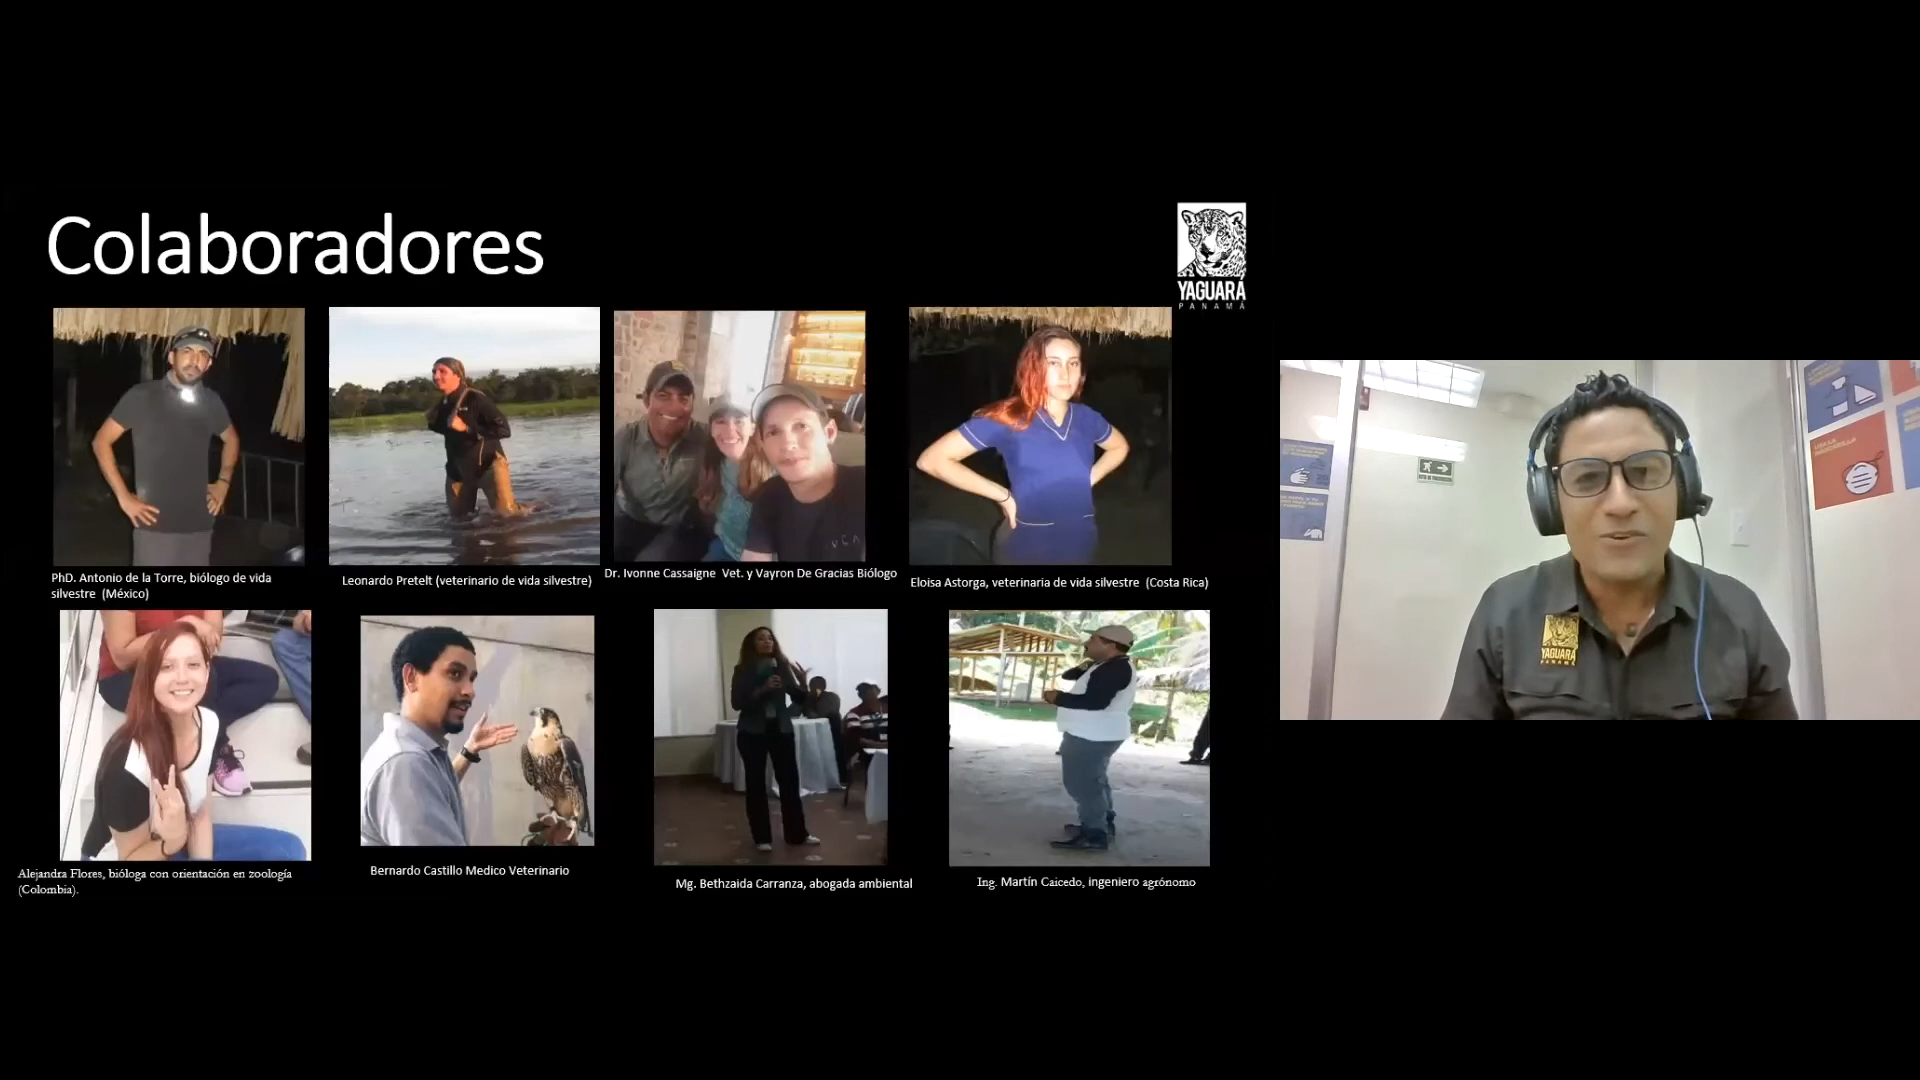 Colaboradores
YAGUARÁ
PANAMÁ
PhD. Antonio de la Torre, biólogo de vida
silvestre (México)
Leonardo Pretelt (veterinario de vida silvestre)
Dr. Ivonne Cassaigne Vet. y Vayron De Gracias Biólogo
Eloisa Astorga, veterinaria de vida silvestre (Costa Rica)
Alejandra Flores, bióloga con orientación en zoología
(Colombia).
Bernardo Castillo Medico Veterinario
Mg. Bethzaida Carranza, abogada ambiental
Ing. Martín Caicedo, ingeniero agrónomo
YAGUARÁ
PANAMÁ